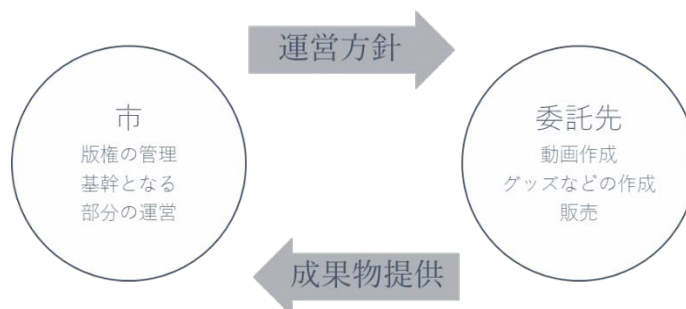 運営方針
市
版権の管理
基幹となる
部分の運営
委託先
動画作成
グッズなどの作成
販売
成果物提供